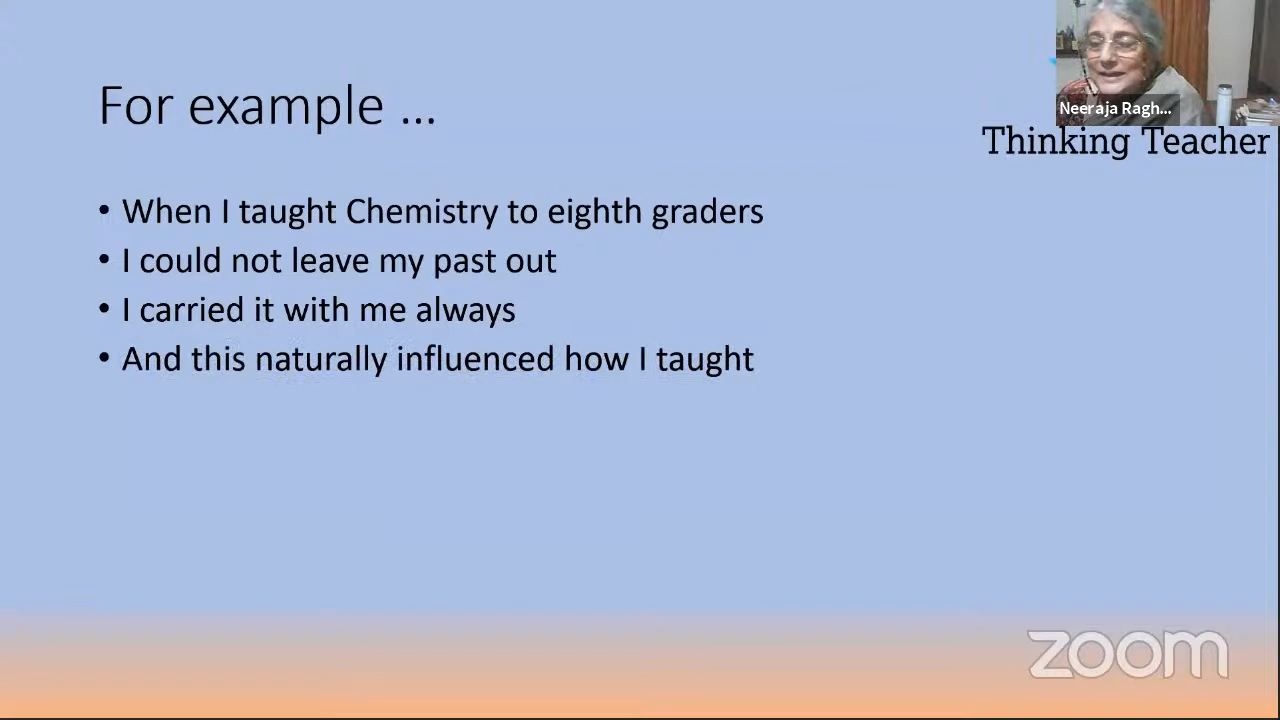 For example ...
Neeraja Ragh...
Thinking Teacher
• When I taught Chemistry to eighth graders
• I could not leave my past out
• I carried it with me always
• And this naturally influenced how I taught
zoom